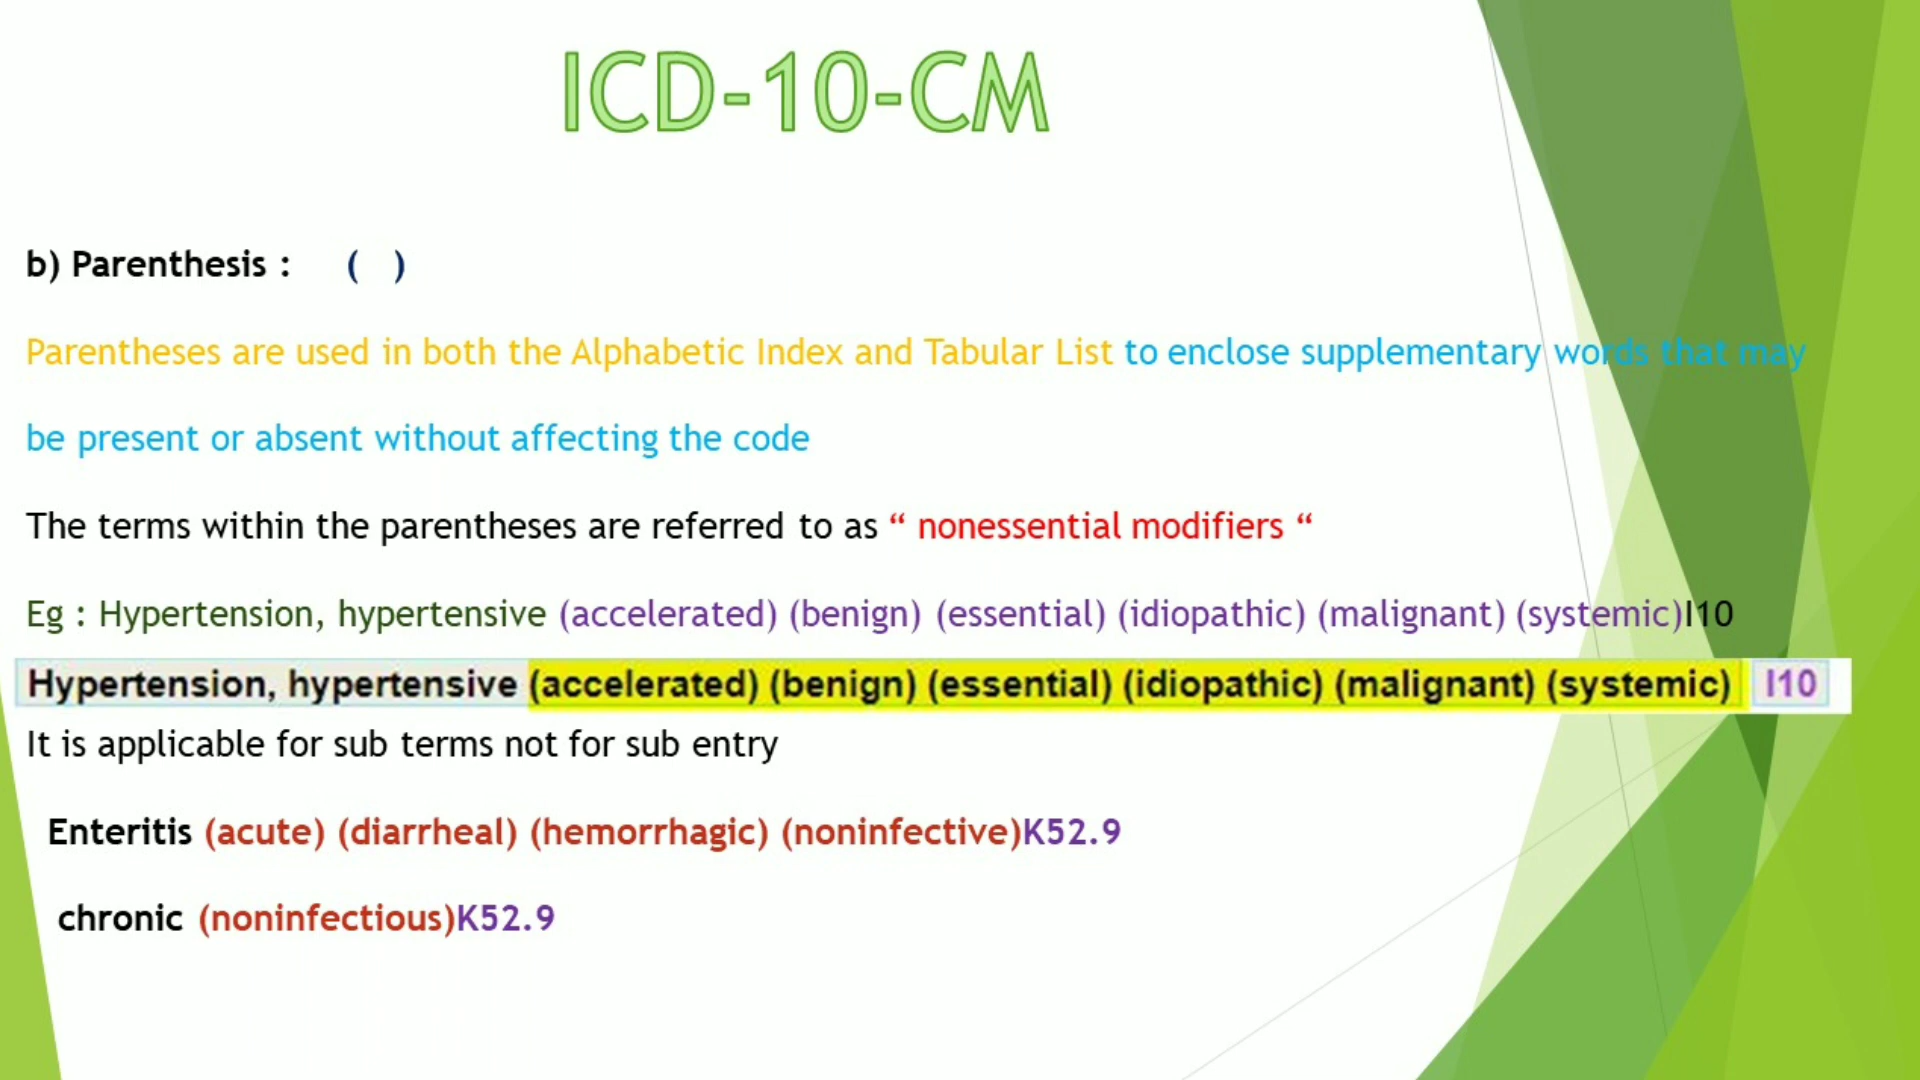 ICD-10-CM
b) Parenthesis : ( )
Parentheses are used in both the Alphabetic Index and Tabular List to enclose supplementary words that may
be present or absent without affecting the code
The terms within the parentheses are referred to as “ nonessential modifiers “
Eg : Hypertension, hypertensive (accelerated) (benign) (essential) (idiopathic) (malignant) (systemic)I10
Hypertension, hypertensive (accelerated) (benign) (essential) (idiopathic) (malignant) (systemic) I10
It is applicable for sub terms not for sub entry
Enteritis (acute) (diarrheal) (hemorrhagic) (noninfective)K52.9
chronic (noninfectious)K52.9